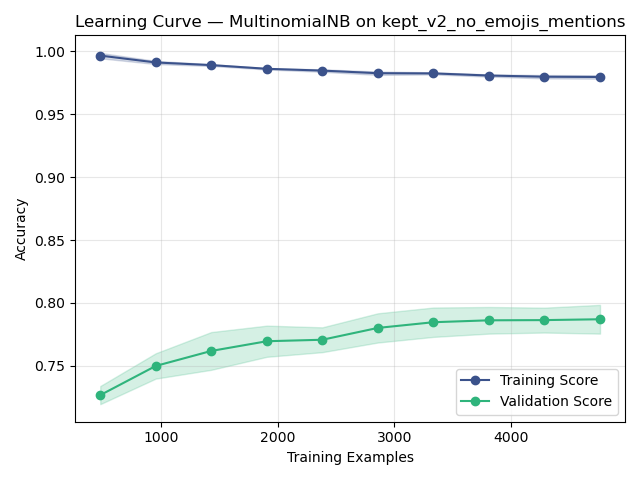 Learning Curve — MultinomialNB on kept_v2_no_emojis_mentions
1.00
0.95
0.90
0.85
0.80
0.75
Accuracy
1000
2000
3000
4000
Training Examples
Training Score
Validation Score